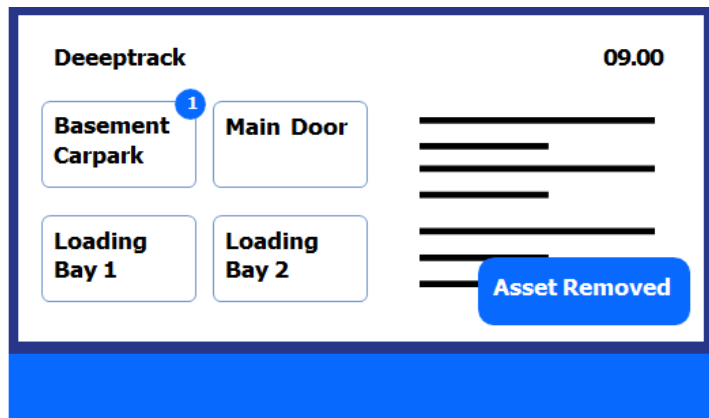 Deeeptrack
09.00
1
Basement
Carpark
Main Door
Loading
Bay 1
Loading
Bay 2
Asset Removed